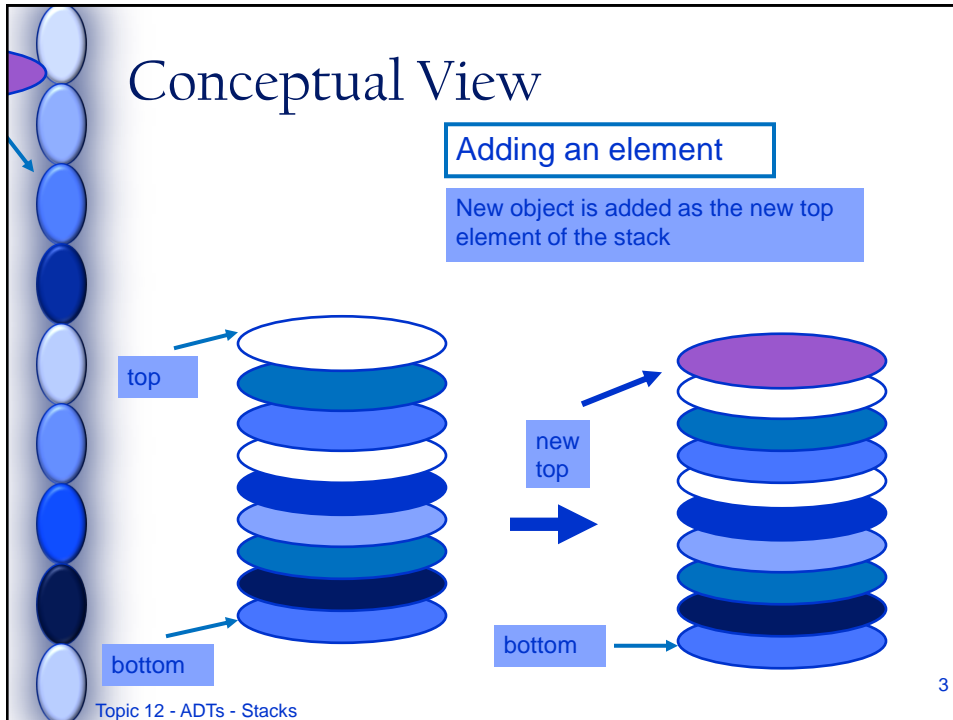 Conceptual View
Adding an element
New object is added as the new top
element of the stack
top
new
top
bottom
bottom
3
Topic 12 - ADTs - Stacks